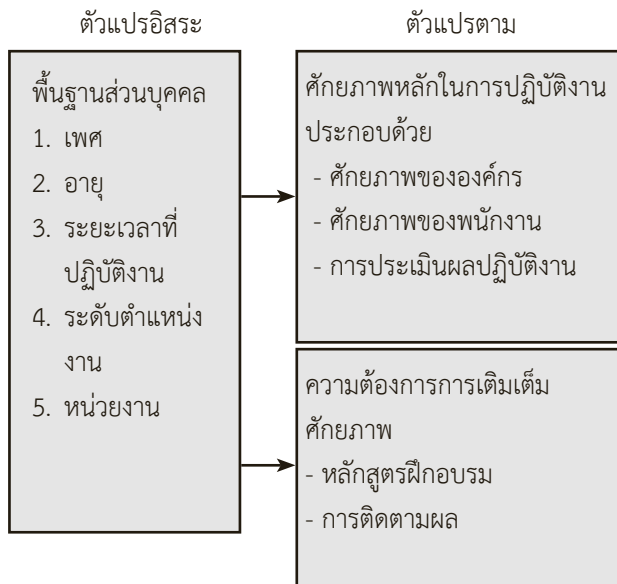 ตัวแปรอิสระ
พื้นฐานส่วนบุคคล
1. เพศ
2. อายุ
3. ระยะเวลาที่
ปฏิบัติงาน
4. ระดับตำแหน่ง
งาน
5. หน่วยงาน
ตัวแปรตาม
ศักยภาพหลักในการปฏิบัติงาน
ประกอบด้วย
- ศักยภาพขององค์กร
- ศักยภาพของพนักงาน
- การประเมินผลปฏิบัติงาน
ความต้องการการเติมเต็ม
ศักยภาพ
- หลักสูตรฝึกอบรม
- การติดตามผล